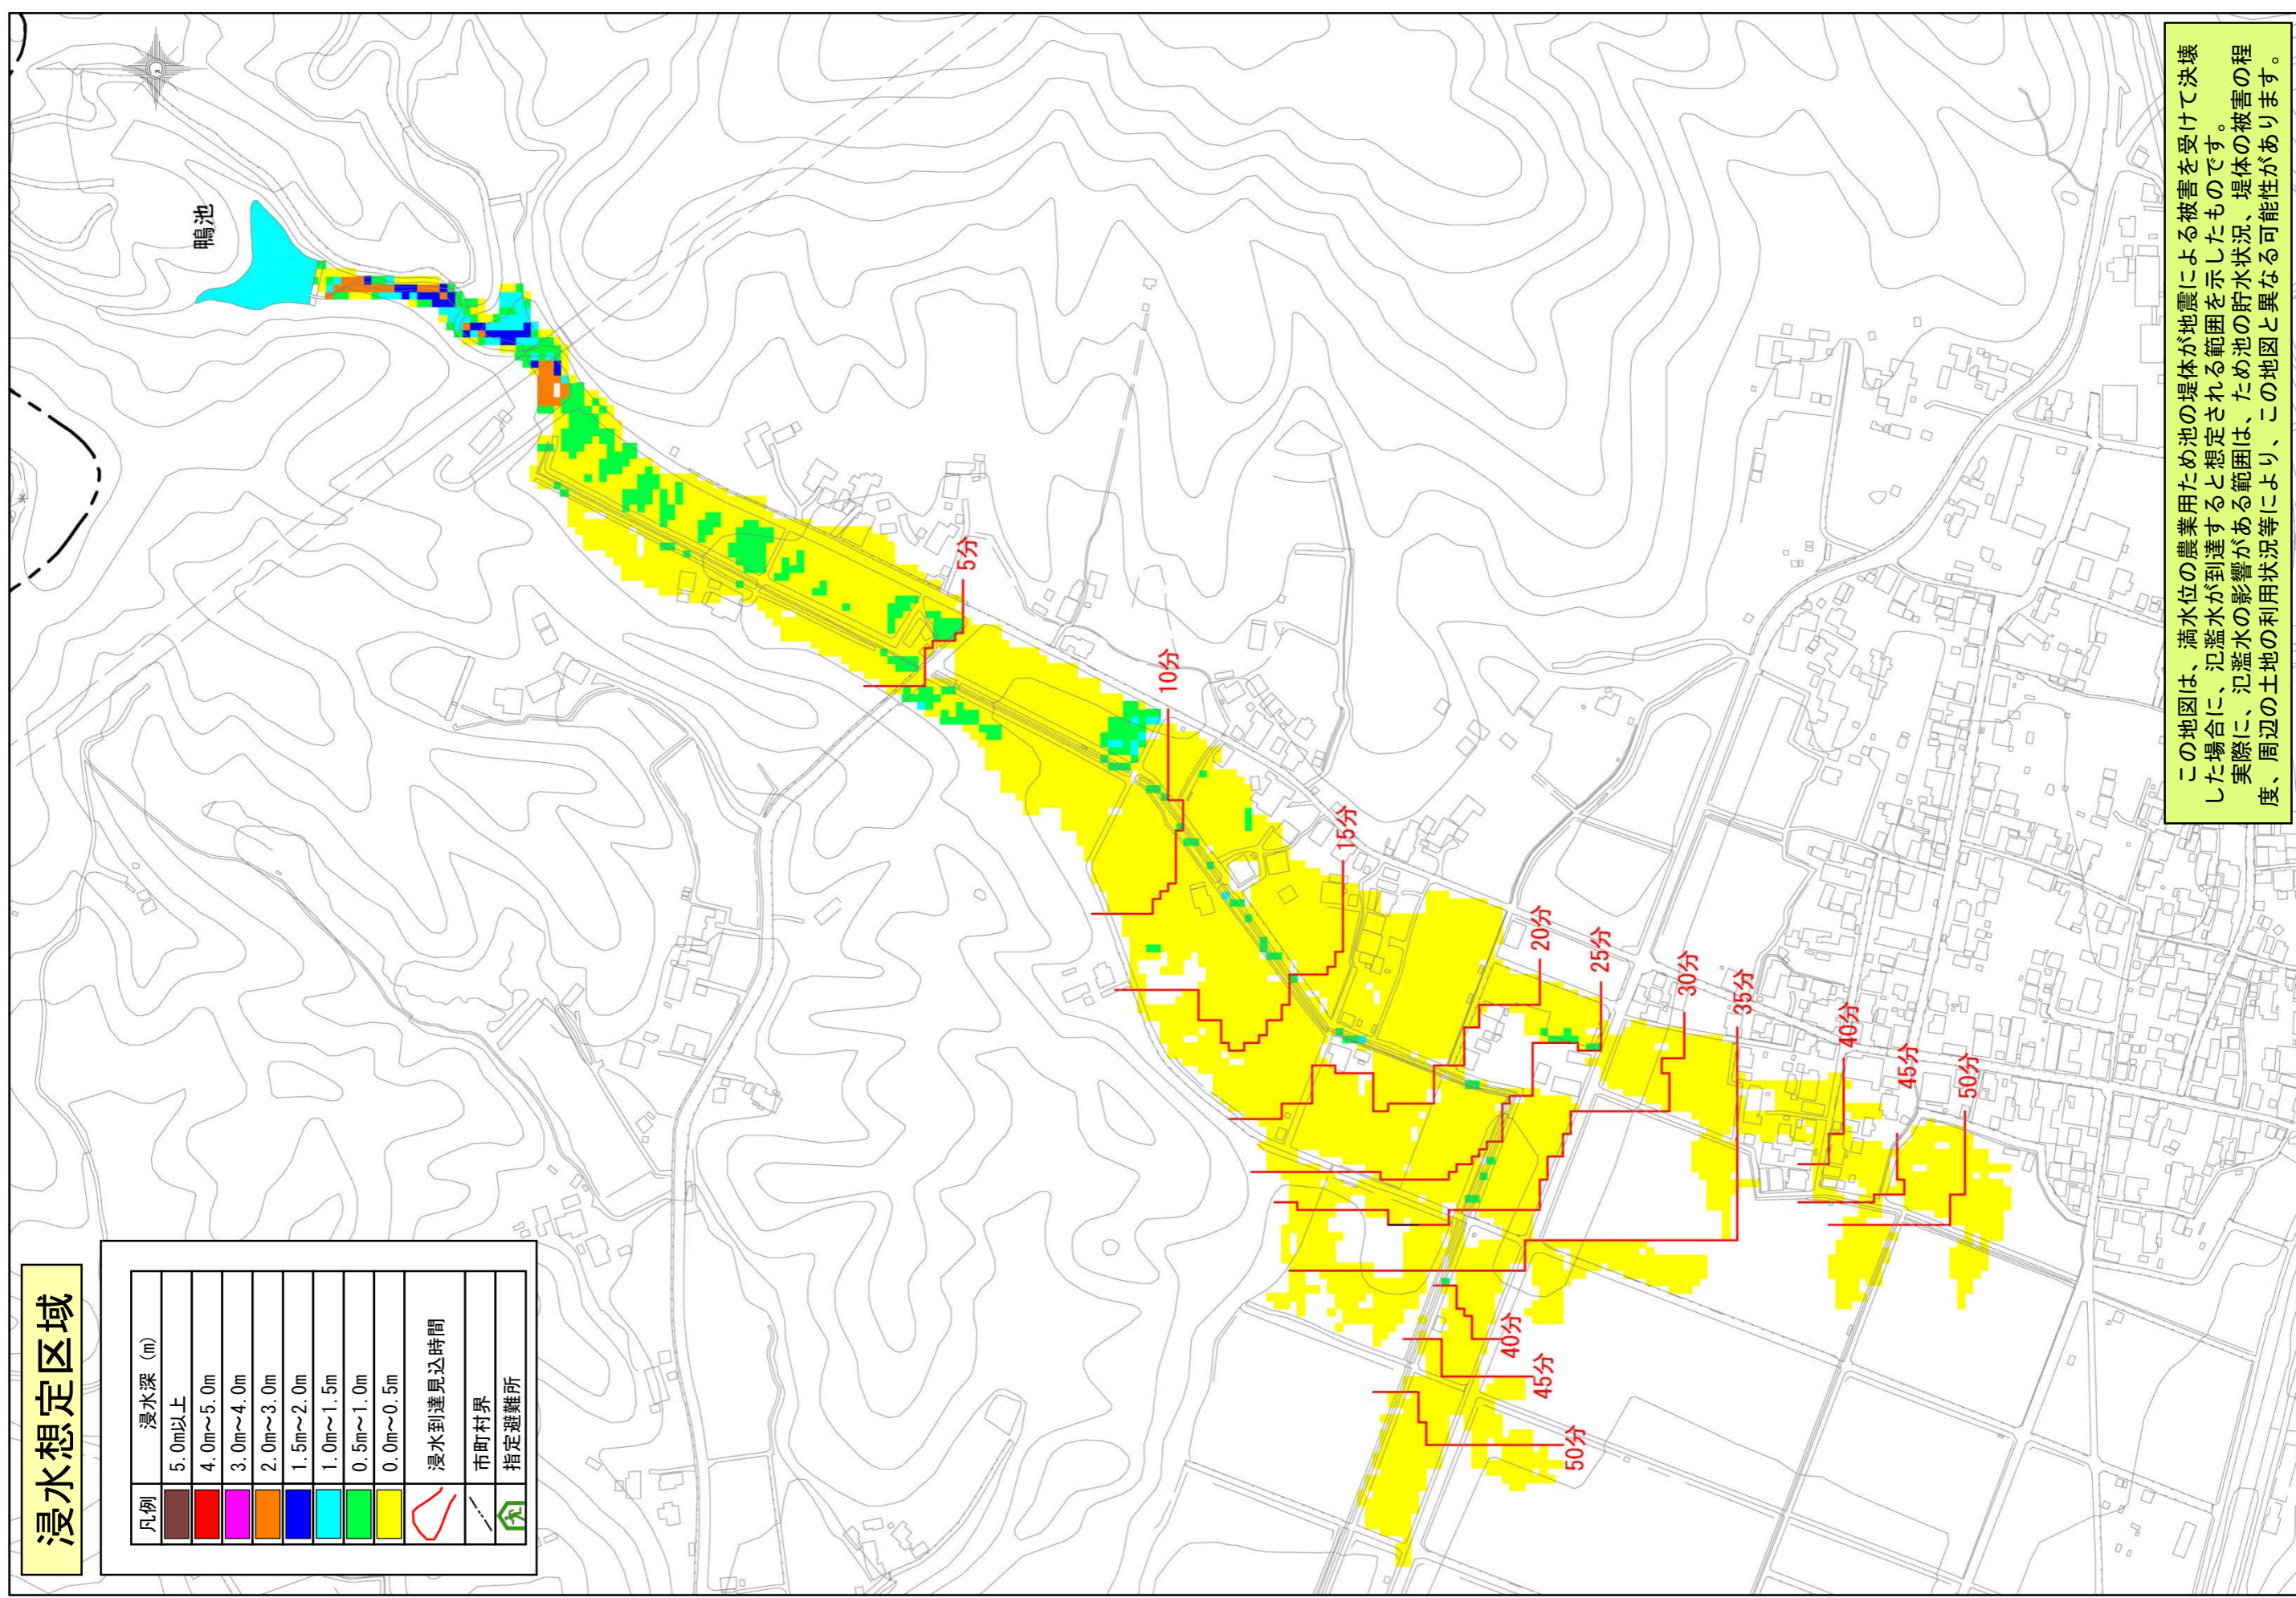 浸水想定区域
凡例 浸水深 (m)
5.0m以上
4.0m～5.0m
3.0m～4.0m
2.0m～3.0m
1.5m～2.0m
1.0m～1.5m
0.5m～1.0m
0.0m～0.5m
浸水到達見込時間
市町村界
指定避難所
鴨池
5分
10分
15分
20分
25分
30分
35分
40分
45分
50分
40分
45分
50分
この地図は、満水位の農業用ため池の堤体が地震による被害を受けて決壊
した場合に、氾濫水が到達すると想定される範囲を示したものです。
実際に、氾濫水の影響がある範囲は、ため池の貯水状況、堤体の被害の程
度、周辺の土地の利用状況等により、この地図と異なる可能性があります。